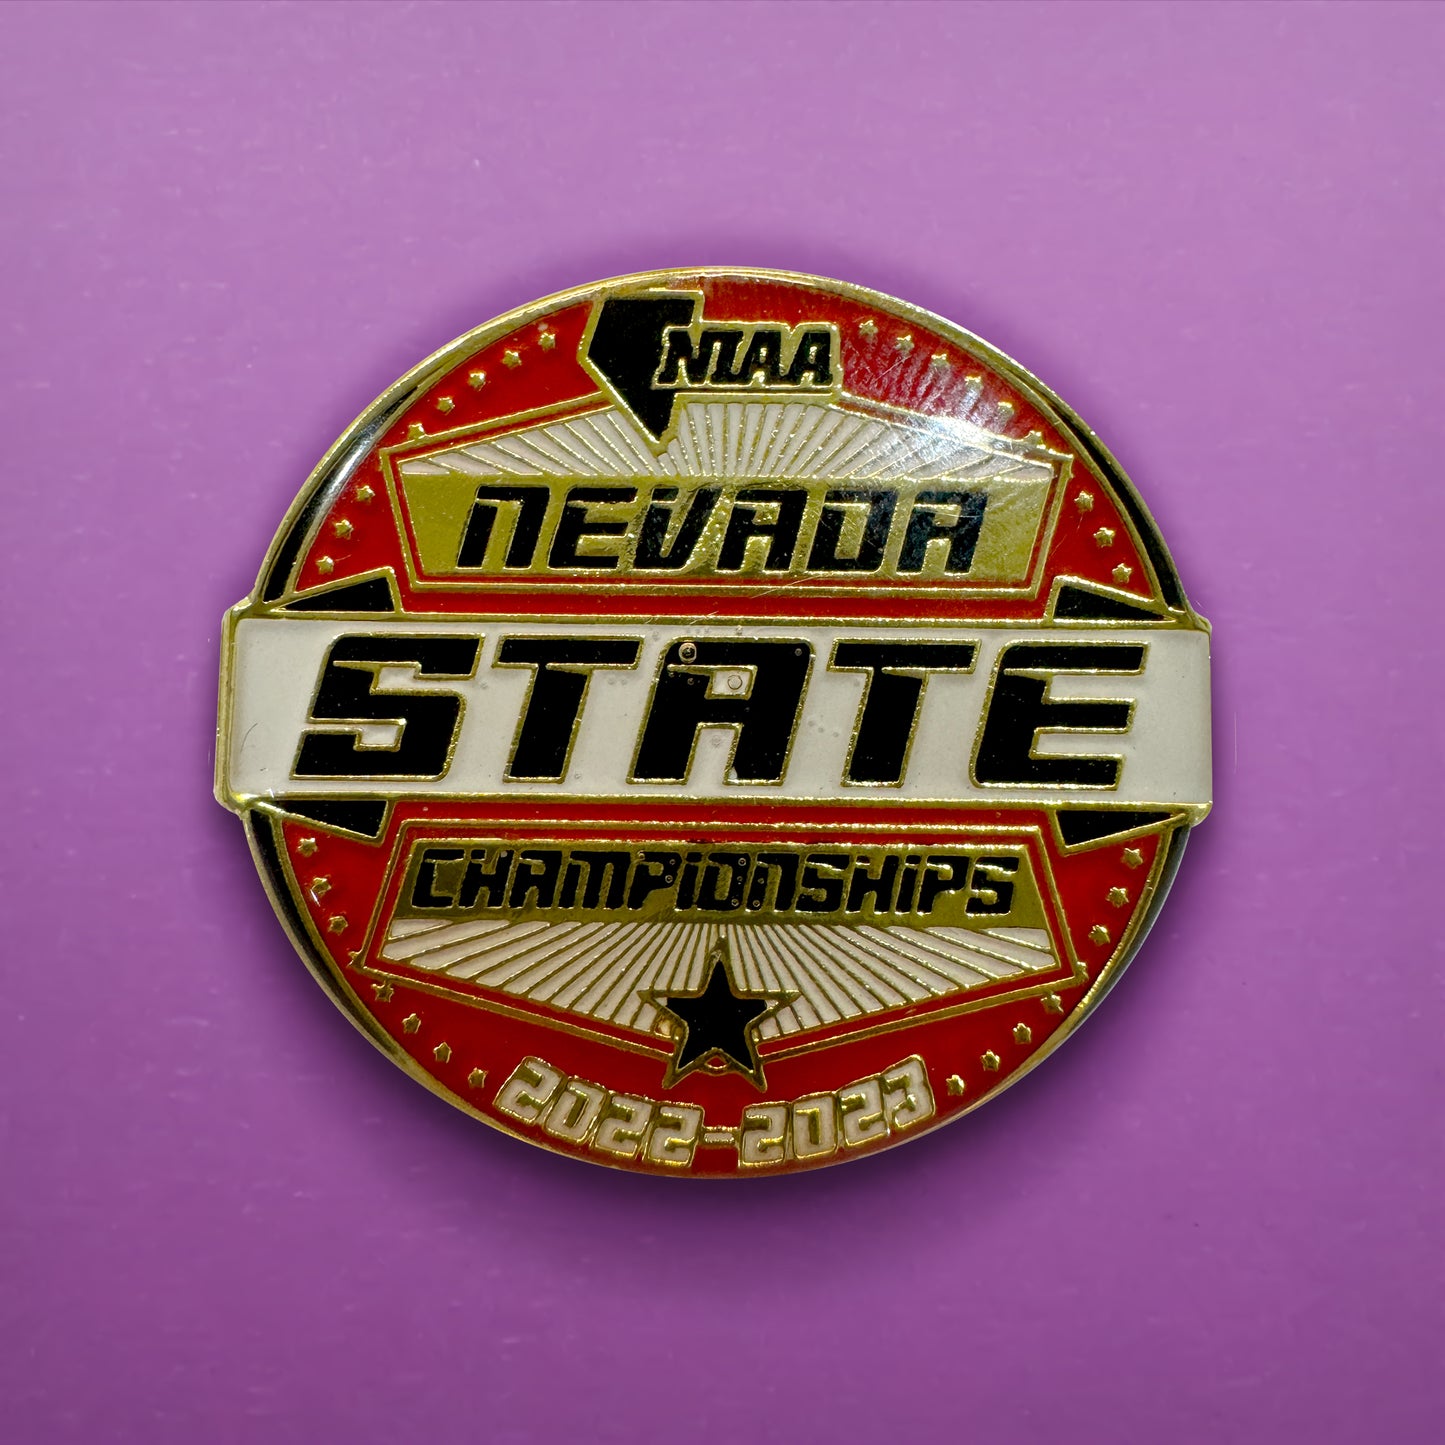 NIAA
NEVADA
STATE
CHAMPIONSHIPS
2022-2023